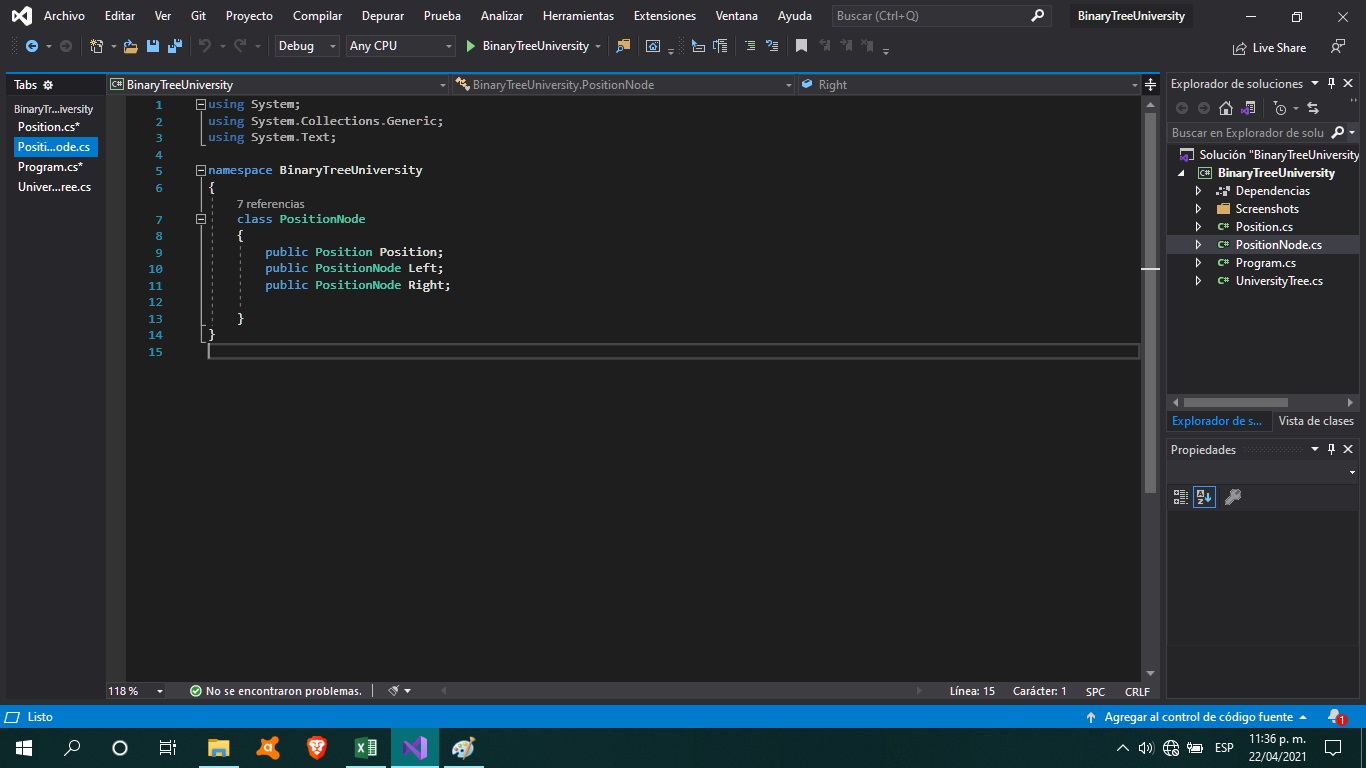 Archivo Editar Ver Git Proyecto Compilar Depurar Prueba Analizar Herramientas Extensiones Ventana Ayuda Buscar (Ctrl+Q) BinaryTreeUniversity
Debug Any CPU BinaryTreeUniversity Live Share
Tabs
BinaryTr...iversity
Position.cs*
Positi...ode.cs
Program.cs*
Univer...ree.cs
BinaryTreeUniversity BinaryTreeUniversity.PositionNode Right
1 using System;
2 using System.Collections.Generic;
3 using System.Text;
4
5 namespace BinaryTreeUniversity
6 {
7 referencias
7 class PositionNode
8 {
9 public Position Position;
10 public PositionNode Left;
11 public PositionNode Right;
12
13 }
14 }
15
118 % No se encontraron problemas. Línea: 15 Carácter: 1 SPC CRLF
Explorador de soluciones
Buscar en Explorador de solu
Solución "BinaryTreeUniversity
BinaryTreeUniversity
Dependencias
Screenshots
Position.cs
PositionNode.cs
Program.cs
UniversityTree.cs
Explorador de s... Vista de clases
Propiedades
Listo Agregar al control de código fuente 1
ESP 11:36 p. m.
22/04/2021